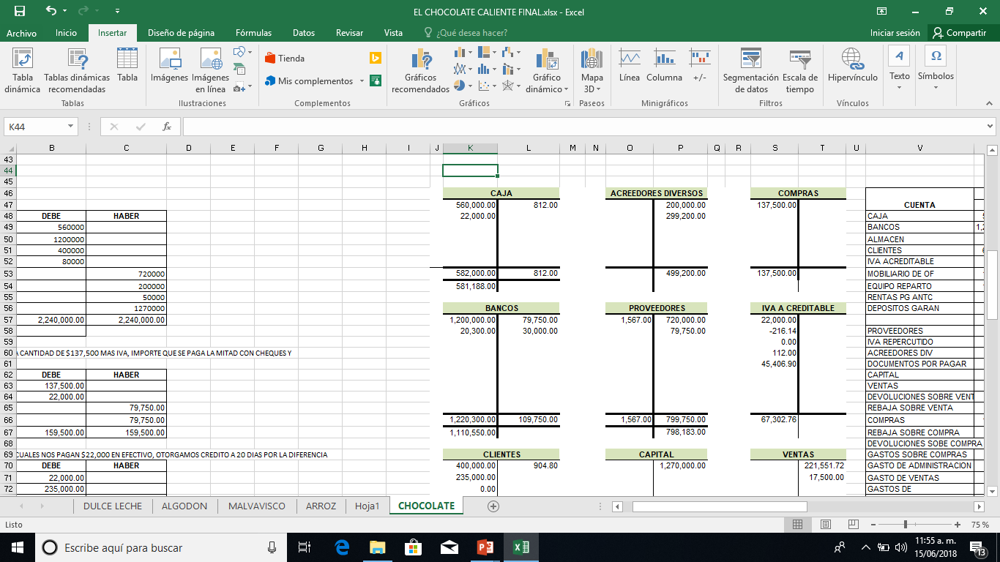 EL CHOCOLATE CALIENTE FINAL.xlsx - Excel
Archivo Inicio Insertar Diseño de página Fórmulas Datos Revisar Vista ¿Qué desea hacer? Iniciar sesión Compartir
Tabla dinámica
Tablas dinámicas recomendadas
Tabla
Tablas
Imágenes
Imágenes en línea
Ilustraciones
Tienda
Mis complementos
Complementos
Gráficos recomendados
Gráfico dinámico
Gráficos
Mapa 3D
Paseos
Línea
Columna
+/-
Minigráficos
Segmentación de datos
Escala de tiempo
Filtros
Hipervínculo
Vínculos
Texto
Símbolos
K44 fx
B C D E F G H I J K L M N O P Q R S T U V
43
44
45
46 CAJA ACREEDORES DIVERSOS COMPRAS
47 560,000.00 812.00 200,000.00 137,500.00 CUENTA
48 DEBE HABER 22,000.00 299,200.00 CAJA
49 560000 BANCOS 1,
50 1200000 ALMACEN
51 400000 CLIENTES
52 80000 IVA ACREDITABLE
53 720000 582,000.00 812.00 499,200.00 137,500.00 MOBILIARIO DE OF
54 200000 581,188.00 EQUIPO REPARTO
55 50000 RENTAS PG ANTC
56 1270000 BANCOS PROVEEDORES IVA A CREDITABLE DEPOSITOS GARAN
57 2,240,000.00 2,240,000.00 1,200,000.00 79,750.00 1,567.00 720,000.00 22,000.00
58 20,300.00 30,000.00 79,750.00 -216.14 PROVEEDORES
59 0.00 IVA REPERCUTIDO
60 CANTIDAD DE $137,500 MAS IVA, IMPORTE QUE SE PAGA LA MITAD CON CHEQUES Y 112.00 ACREEDORES DIV
61 45,406.90 DOCUMENTOS POR PAGAR
62 DEBE HABER CAPITAL
63 137,500.00 VENTAS
64 22,000.00 DEVOLUCIONES SOBRE VENT
65 79,750.00 REBAJA SOBRE VENTA
66 79,750.00 1,220,300.00 109,750.00 1,567.00 799,750.00 67,302.76 COMPRAS
67 159,500.00 159,500.00 1,110,550.00 798,183.00 REBAJA SOBRE COMPRA
68 DEVOLUCIONES SOBE COMPRA
69 CUALES NOS PAGAN $22,000 EN EFECTIVO, OTORGAMOS CREDITO A 20 DIAS POR LA DIFERENCIA CLIENTES CAPITAL VENTAS GASTOS SOBRE COMPRAS
70 DEBE HABER 400,000.00 904.80 1,270,000.00 221,551.72 GASTO DE ADMINISTRACION
71 22,000.00 235,000.00 17,500.00 GASTO DE VENTAS
72 235,000.00 0.00 GASTOS DE
DULCE LECHE ALGODON MALVAVISCO ARROZ Hoja1 CHOCOLATE
Listo 75 %
Escribe aquí para buscar 11:55 a. m.
15/06/2018 13